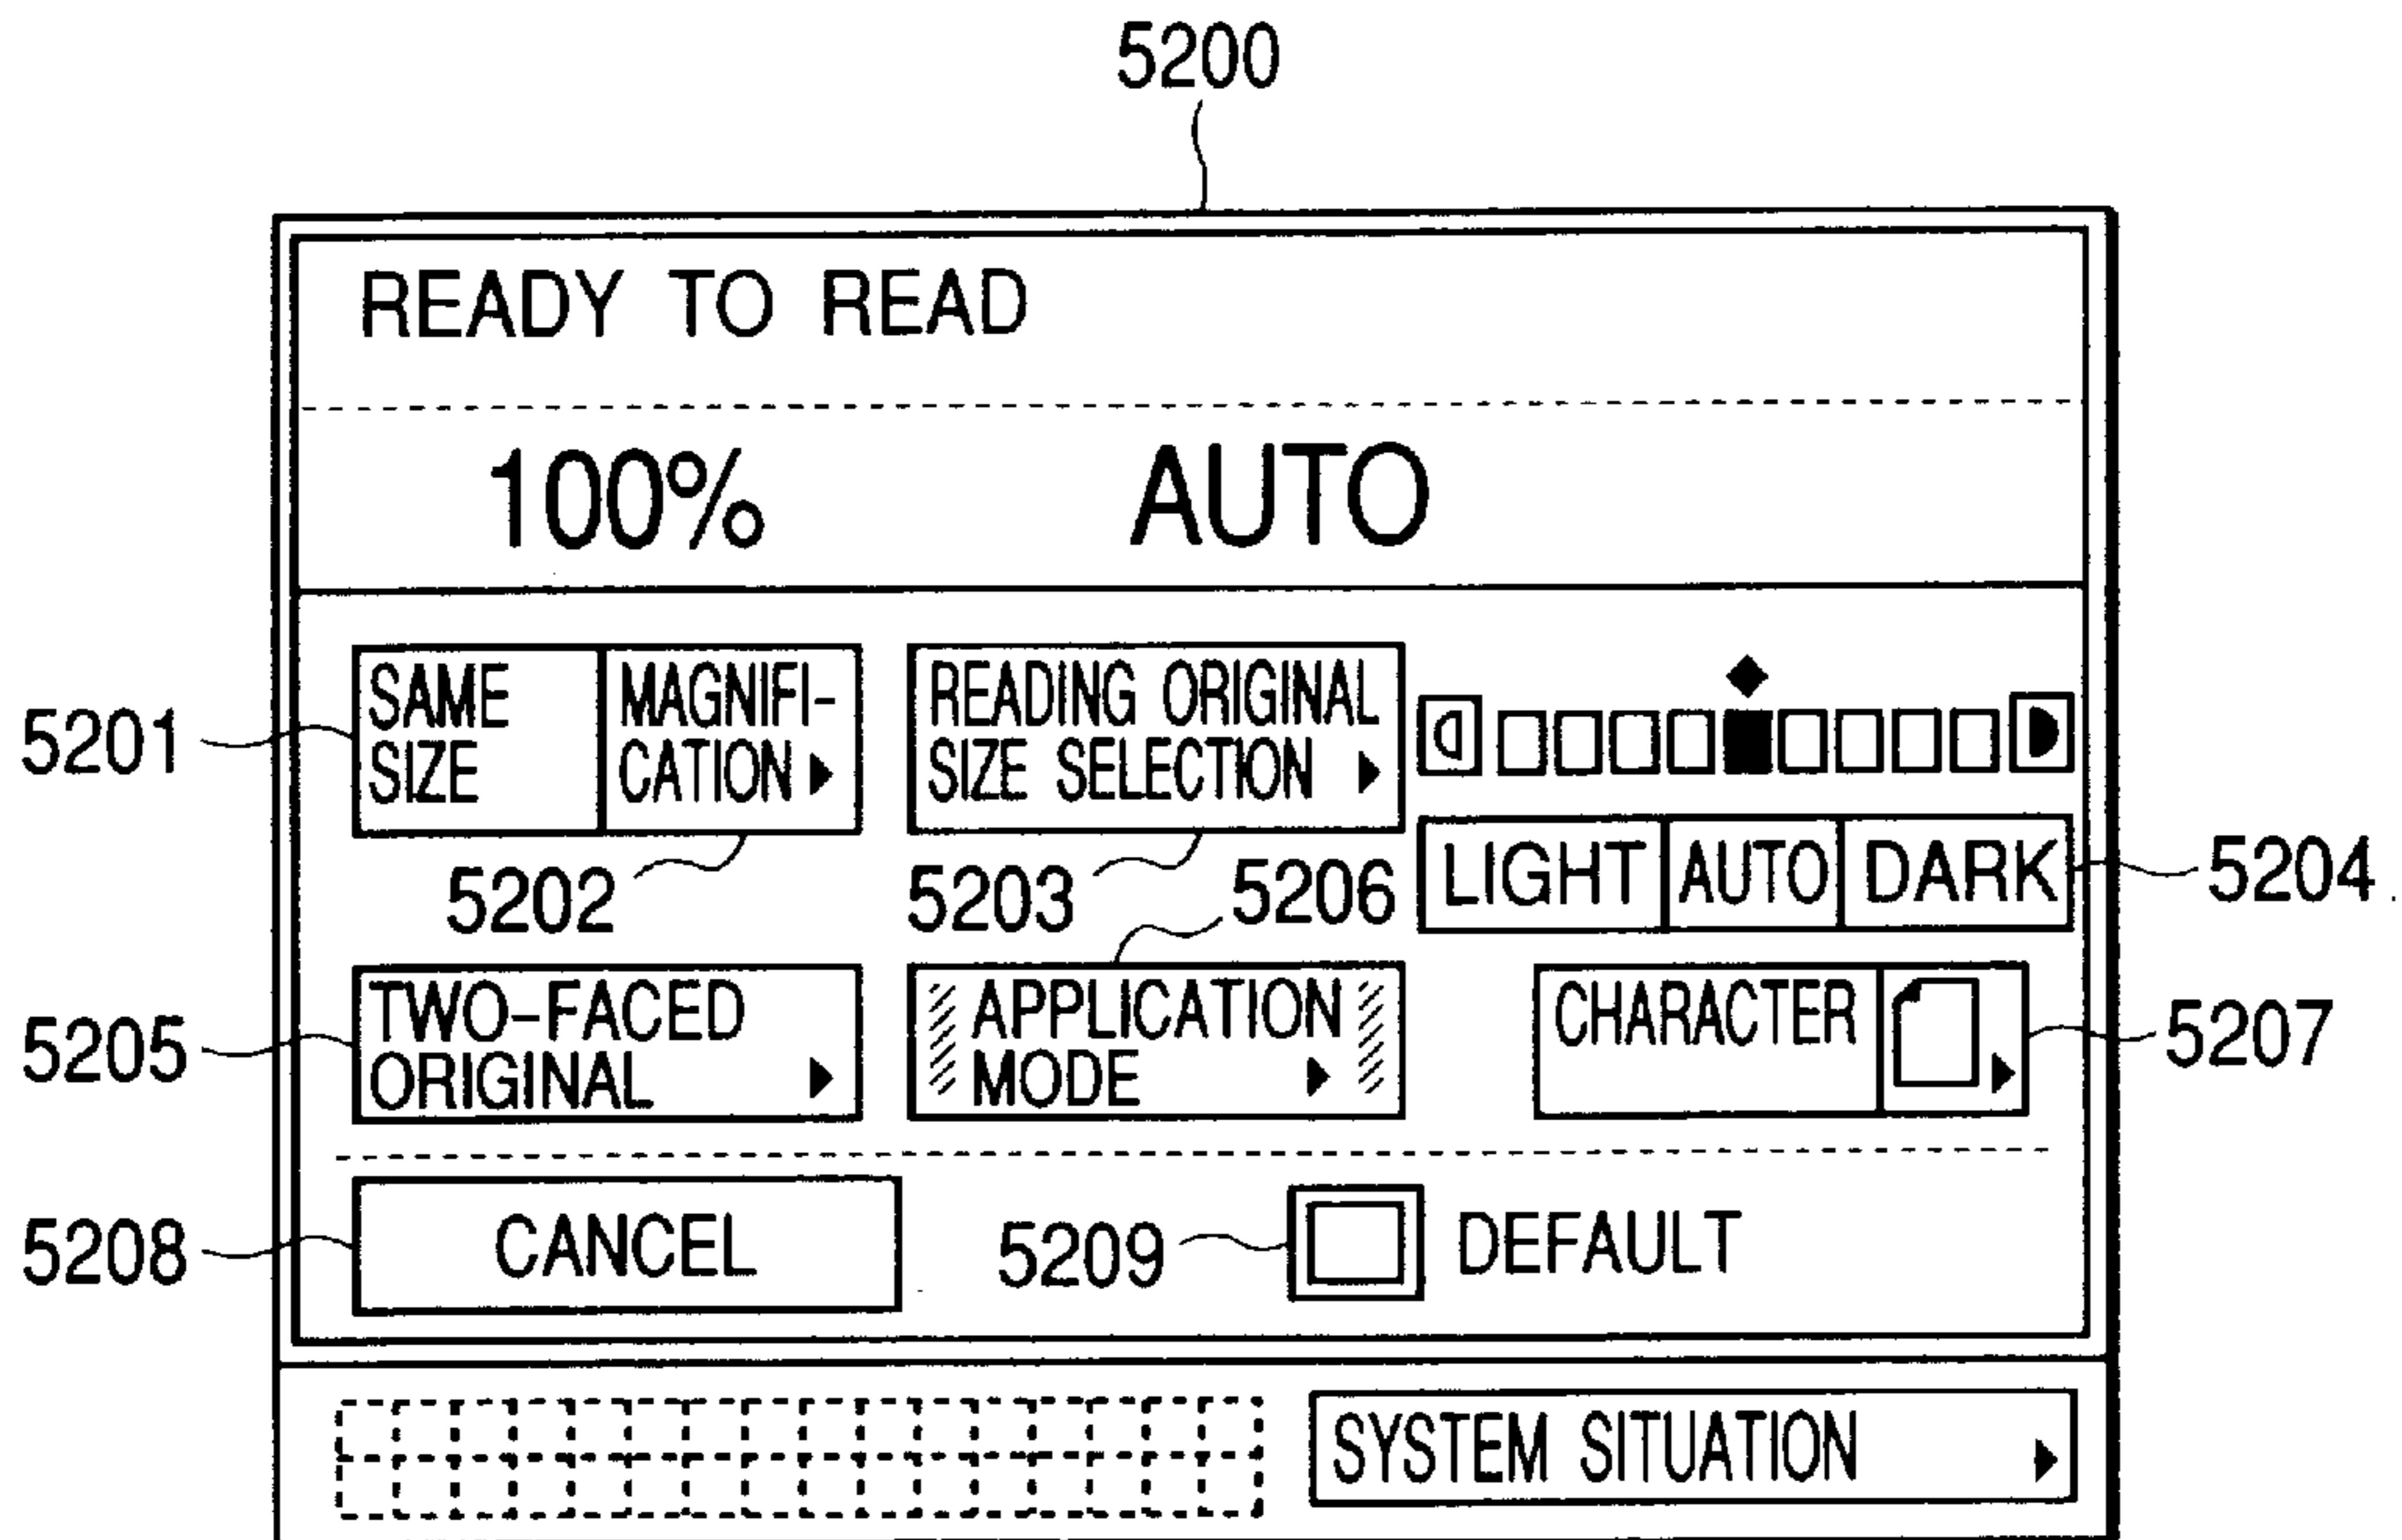 5200
READY TO READ
100% AUTO
5201
SAME
SIZE
MAGNIFI-
CATION
READING ORIGINAL
SIZE SELECTION
5202
5203
5206
LIGHT AUTO DARK
5204
5205
TWO-FACED
ORIGINAL
APPLICATION
MODE
CHARACTER
5207
5208
CANCEL
5209
DEFAULT
SYSTEM SITUATION